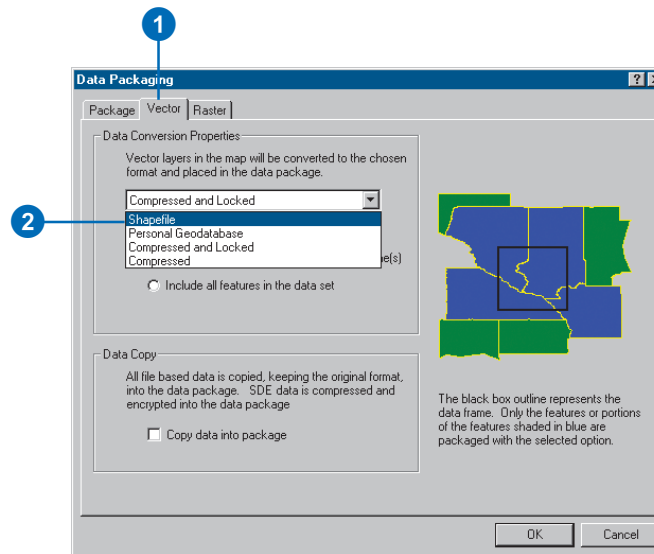 1
Data Packaging
Package Vector Raster
Data Conversion Properties
Vector layers in the map will be converted to the chosen
format and placed in the data package.
Compressed and Locked
2
Shapefile
Personal Geodatabase
Compressed and Locked
Compressed
Include all features in the data set
Data Copy
All file based data is copied, keeping the original format,
into the data package. SDE data is compressed and
encrypted into the data package
Copy data into package
The black box outline represents the
data frame. Only the features or portions
of the features shaded in blue are
packaged with the selected option.
OK Cancel